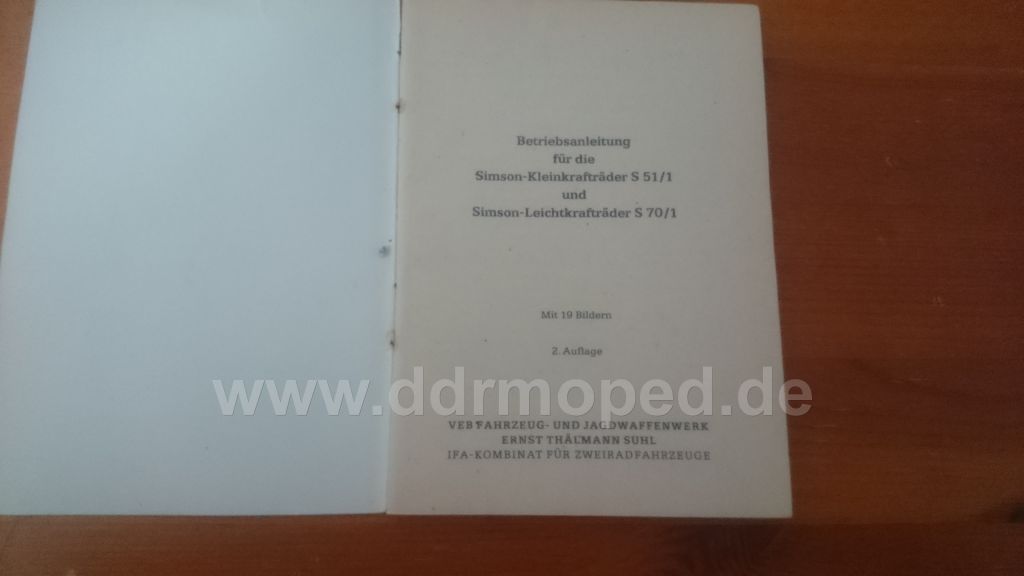 Betriebsanleitung
für die
Simson-Kleinkrafträder S 51/1
und
Simson-Leichtkrafträder S 70/1
Mit 19 Bildern
2. Auflage
www.ddrmoped.de
VEB FAHRZEUG- UND JAGDWAFFENWERK
ERNST THÄLMANN SUHL
IFA-KOMBINAT FÜR ZWEIRADFAHRZEUGE